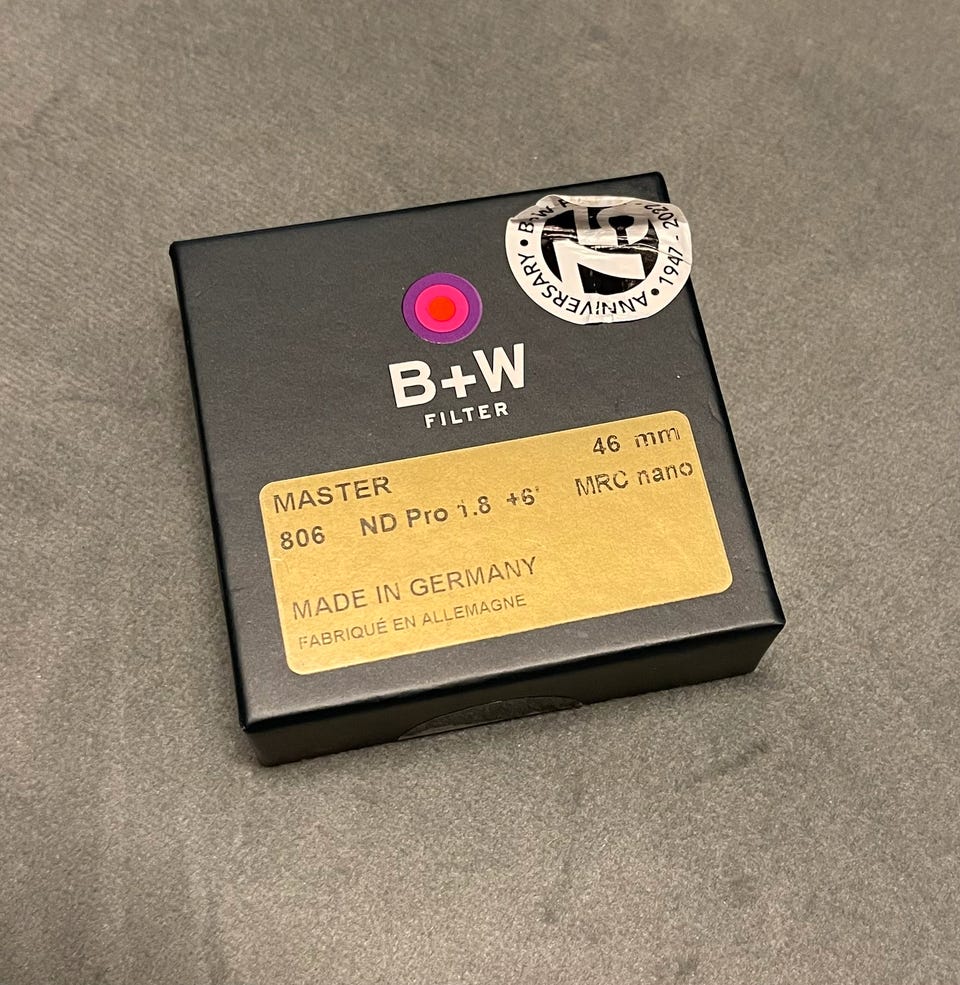 75
B+W A
ANNIVERSARY • 1947 - 2022
B+W
FILTER
MASTER 46 mm
806 ND Pro 1.8 +6 MRC nano
MADE IN GERMANY
FABRIQUÉ EN ALLEMAGNE